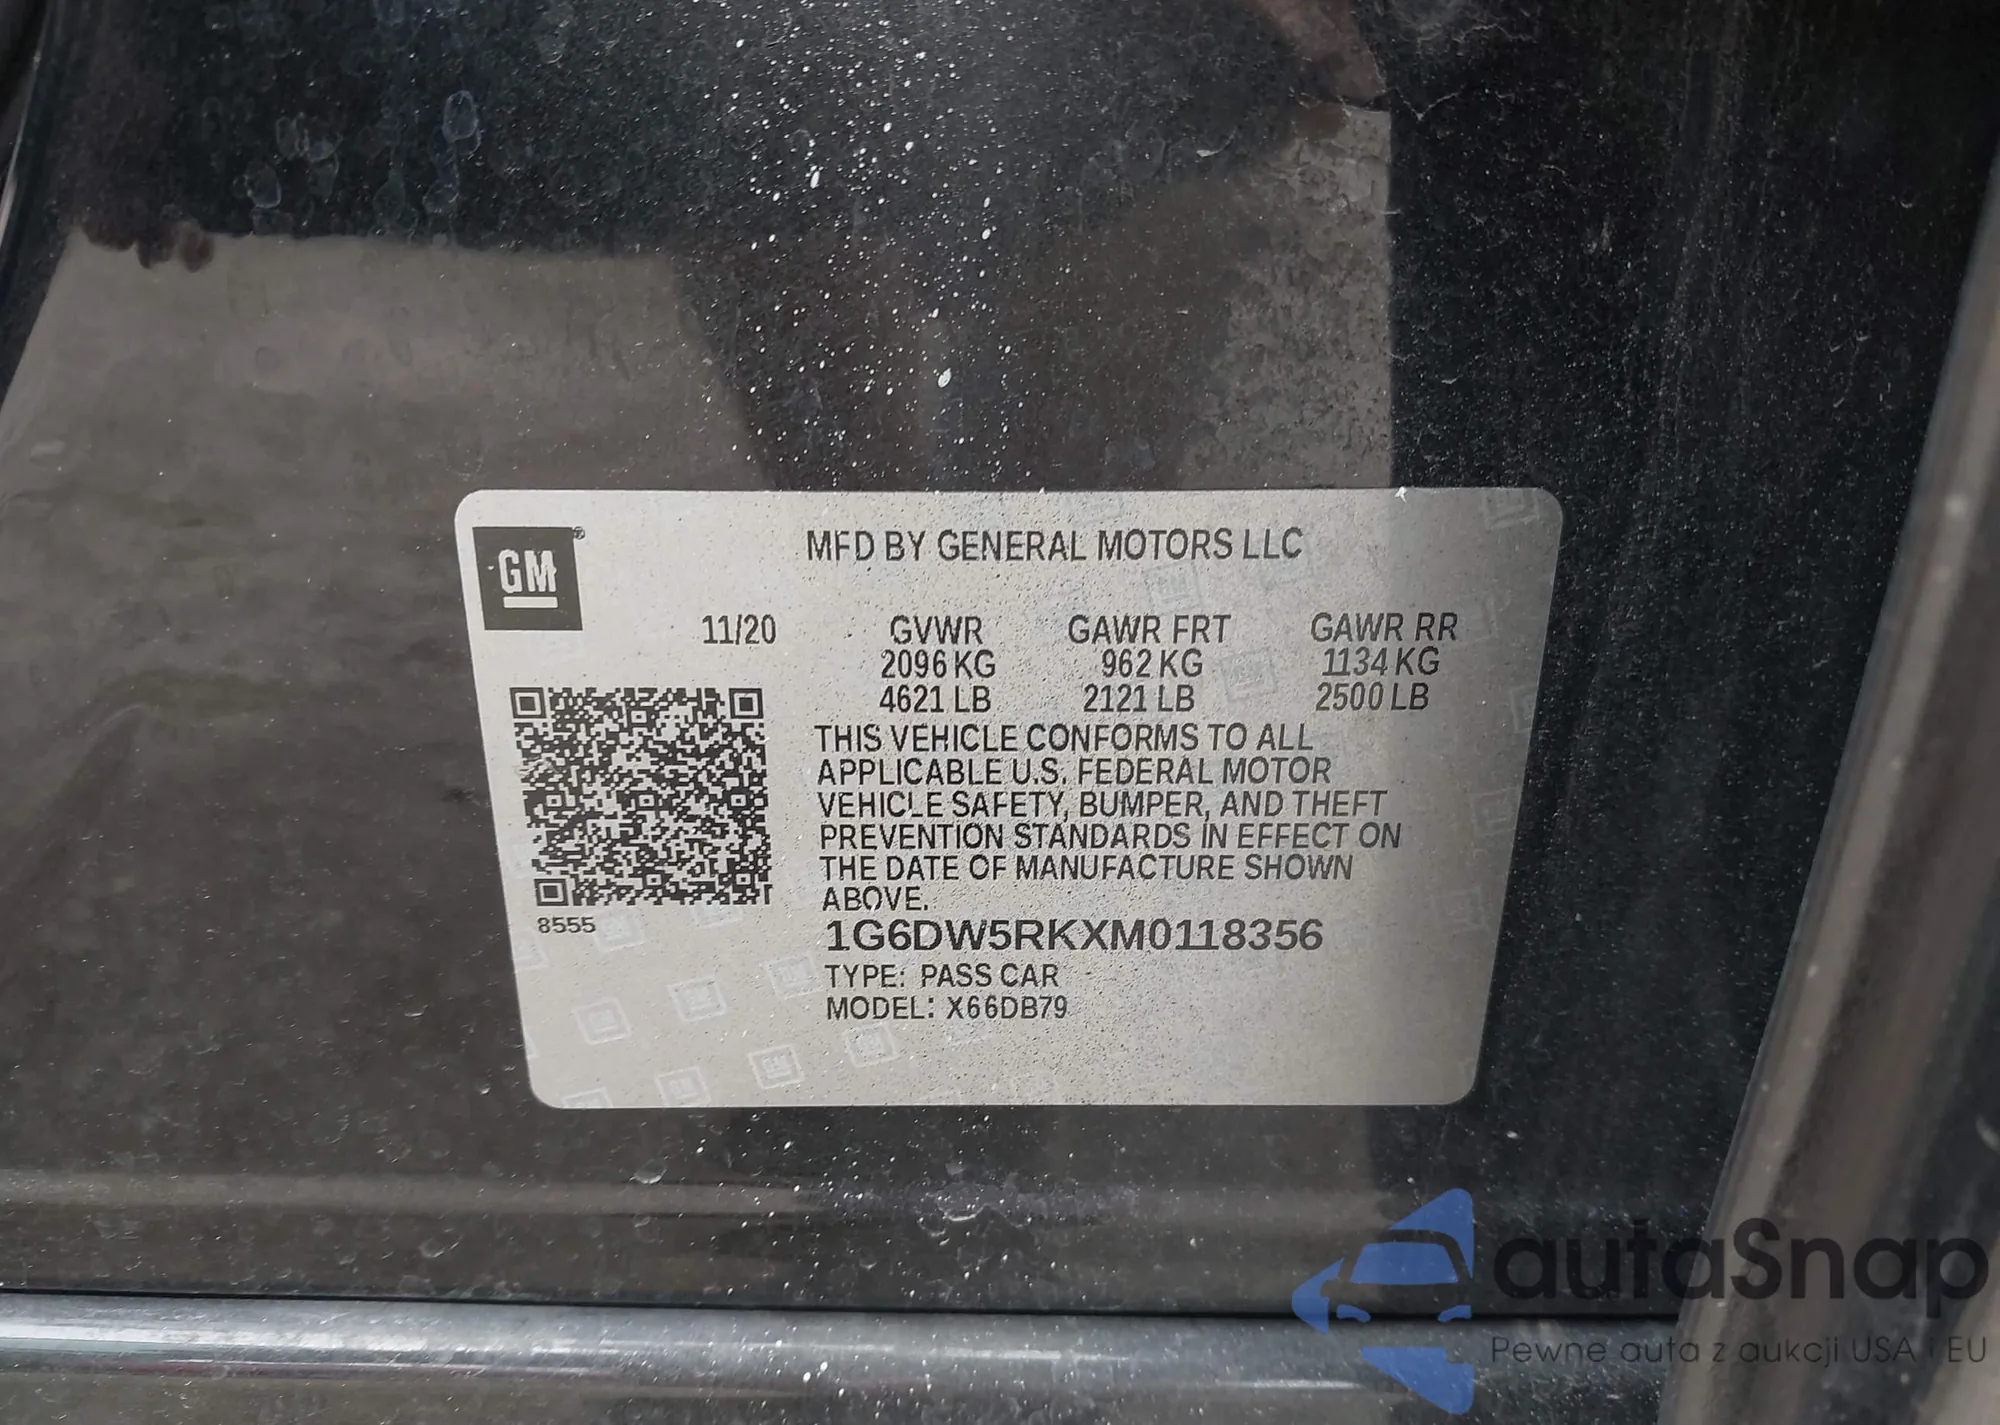 GM
MFD BY GENERAL MOTORS LLC
11/20 GVWR GAWR FRT GAWR RR
2096 KG 962 KG 1134 KG
4621 LB 2121 LB 2500 LB
THIS VEHICLE CONFORMS TO ALL
APPLICABLE U.S. FEDERAL MOTOR
VEHICLE SAFETY, BUMPER, AND THEFT
PREVENTION STANDARDS IN EFFECT ON
THE DATE OF MANUFACTURE SHOWN
ABOVE.
8555
1G6DW5RKXM0118356
TYPE: PASS CAR
MODEL: X66DB79
autaSnap
Pewne auta z aukcji USA i EU